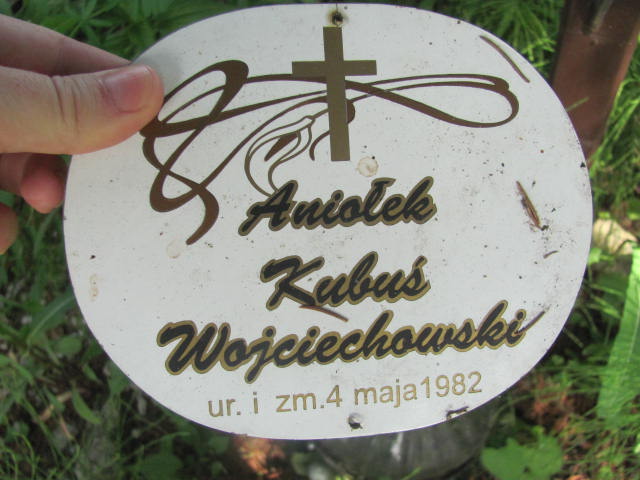 Aniołek
Kubuś
Wojciechowski
ur. i zm.4 maja1982